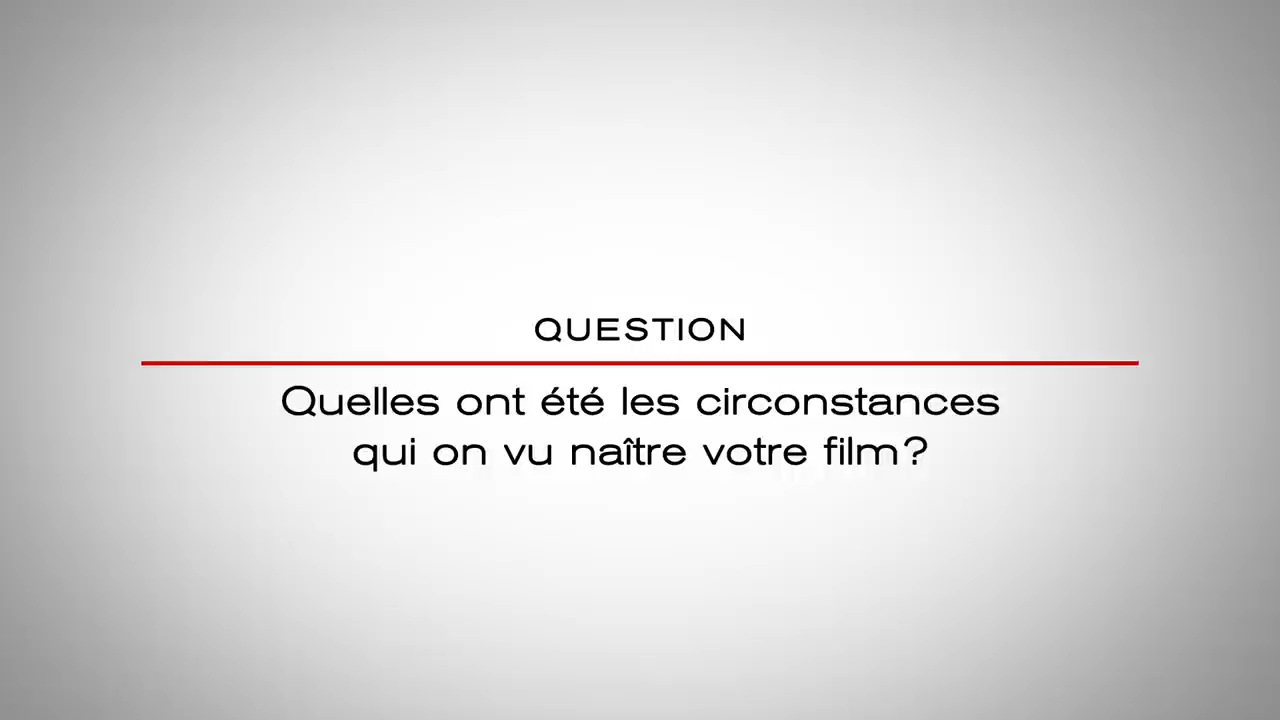 QUESTION
Quelles ont été les circonstances
qui on vu naître votre film?